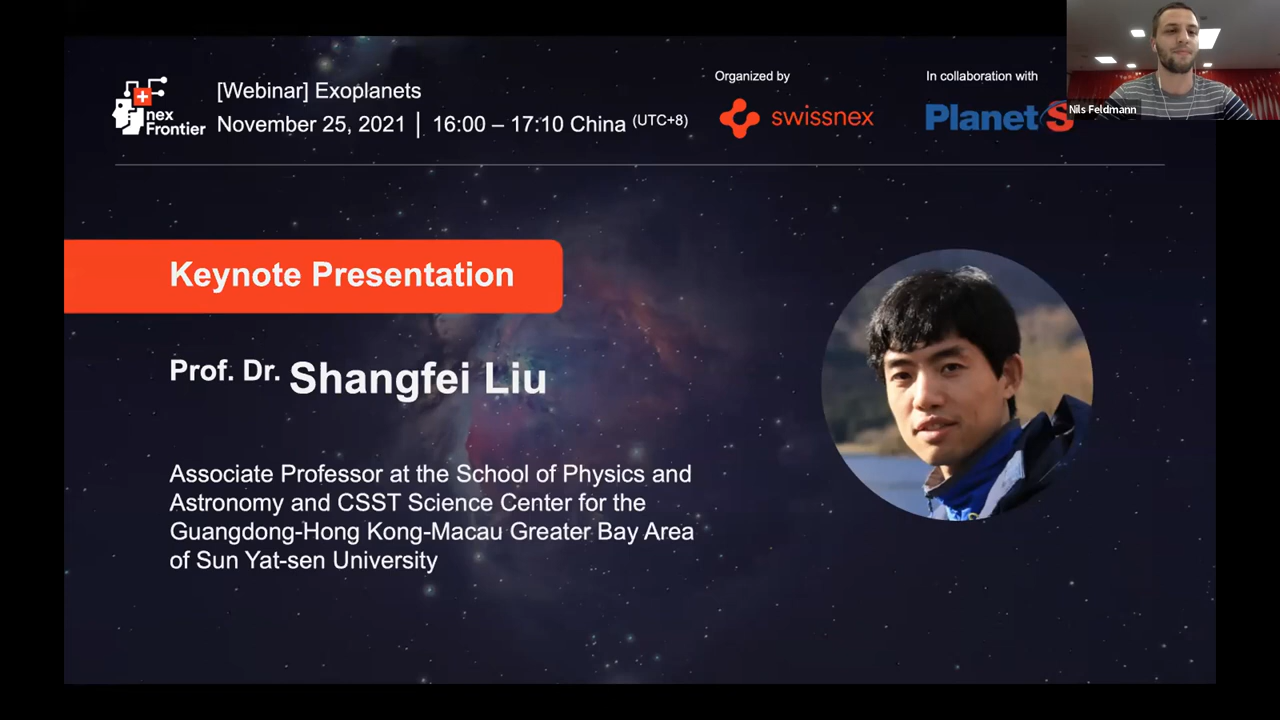 nex
Frontier
[Webinar] Exoplanets
November 25, 2021 | 16:00 – 17:10 China (UTC+8)
Organized by
swissnex
In collaboration with
Planet S
Nils Feldmann
Keynote Presentation
Prof. Dr. Shangfei Liu
Associate Professor at the School of Physics and
Astronomy and CSST Science Center for the
Guangdong-Hong Kong-Macau Greater Bay Area
of Sun Yat-sen University